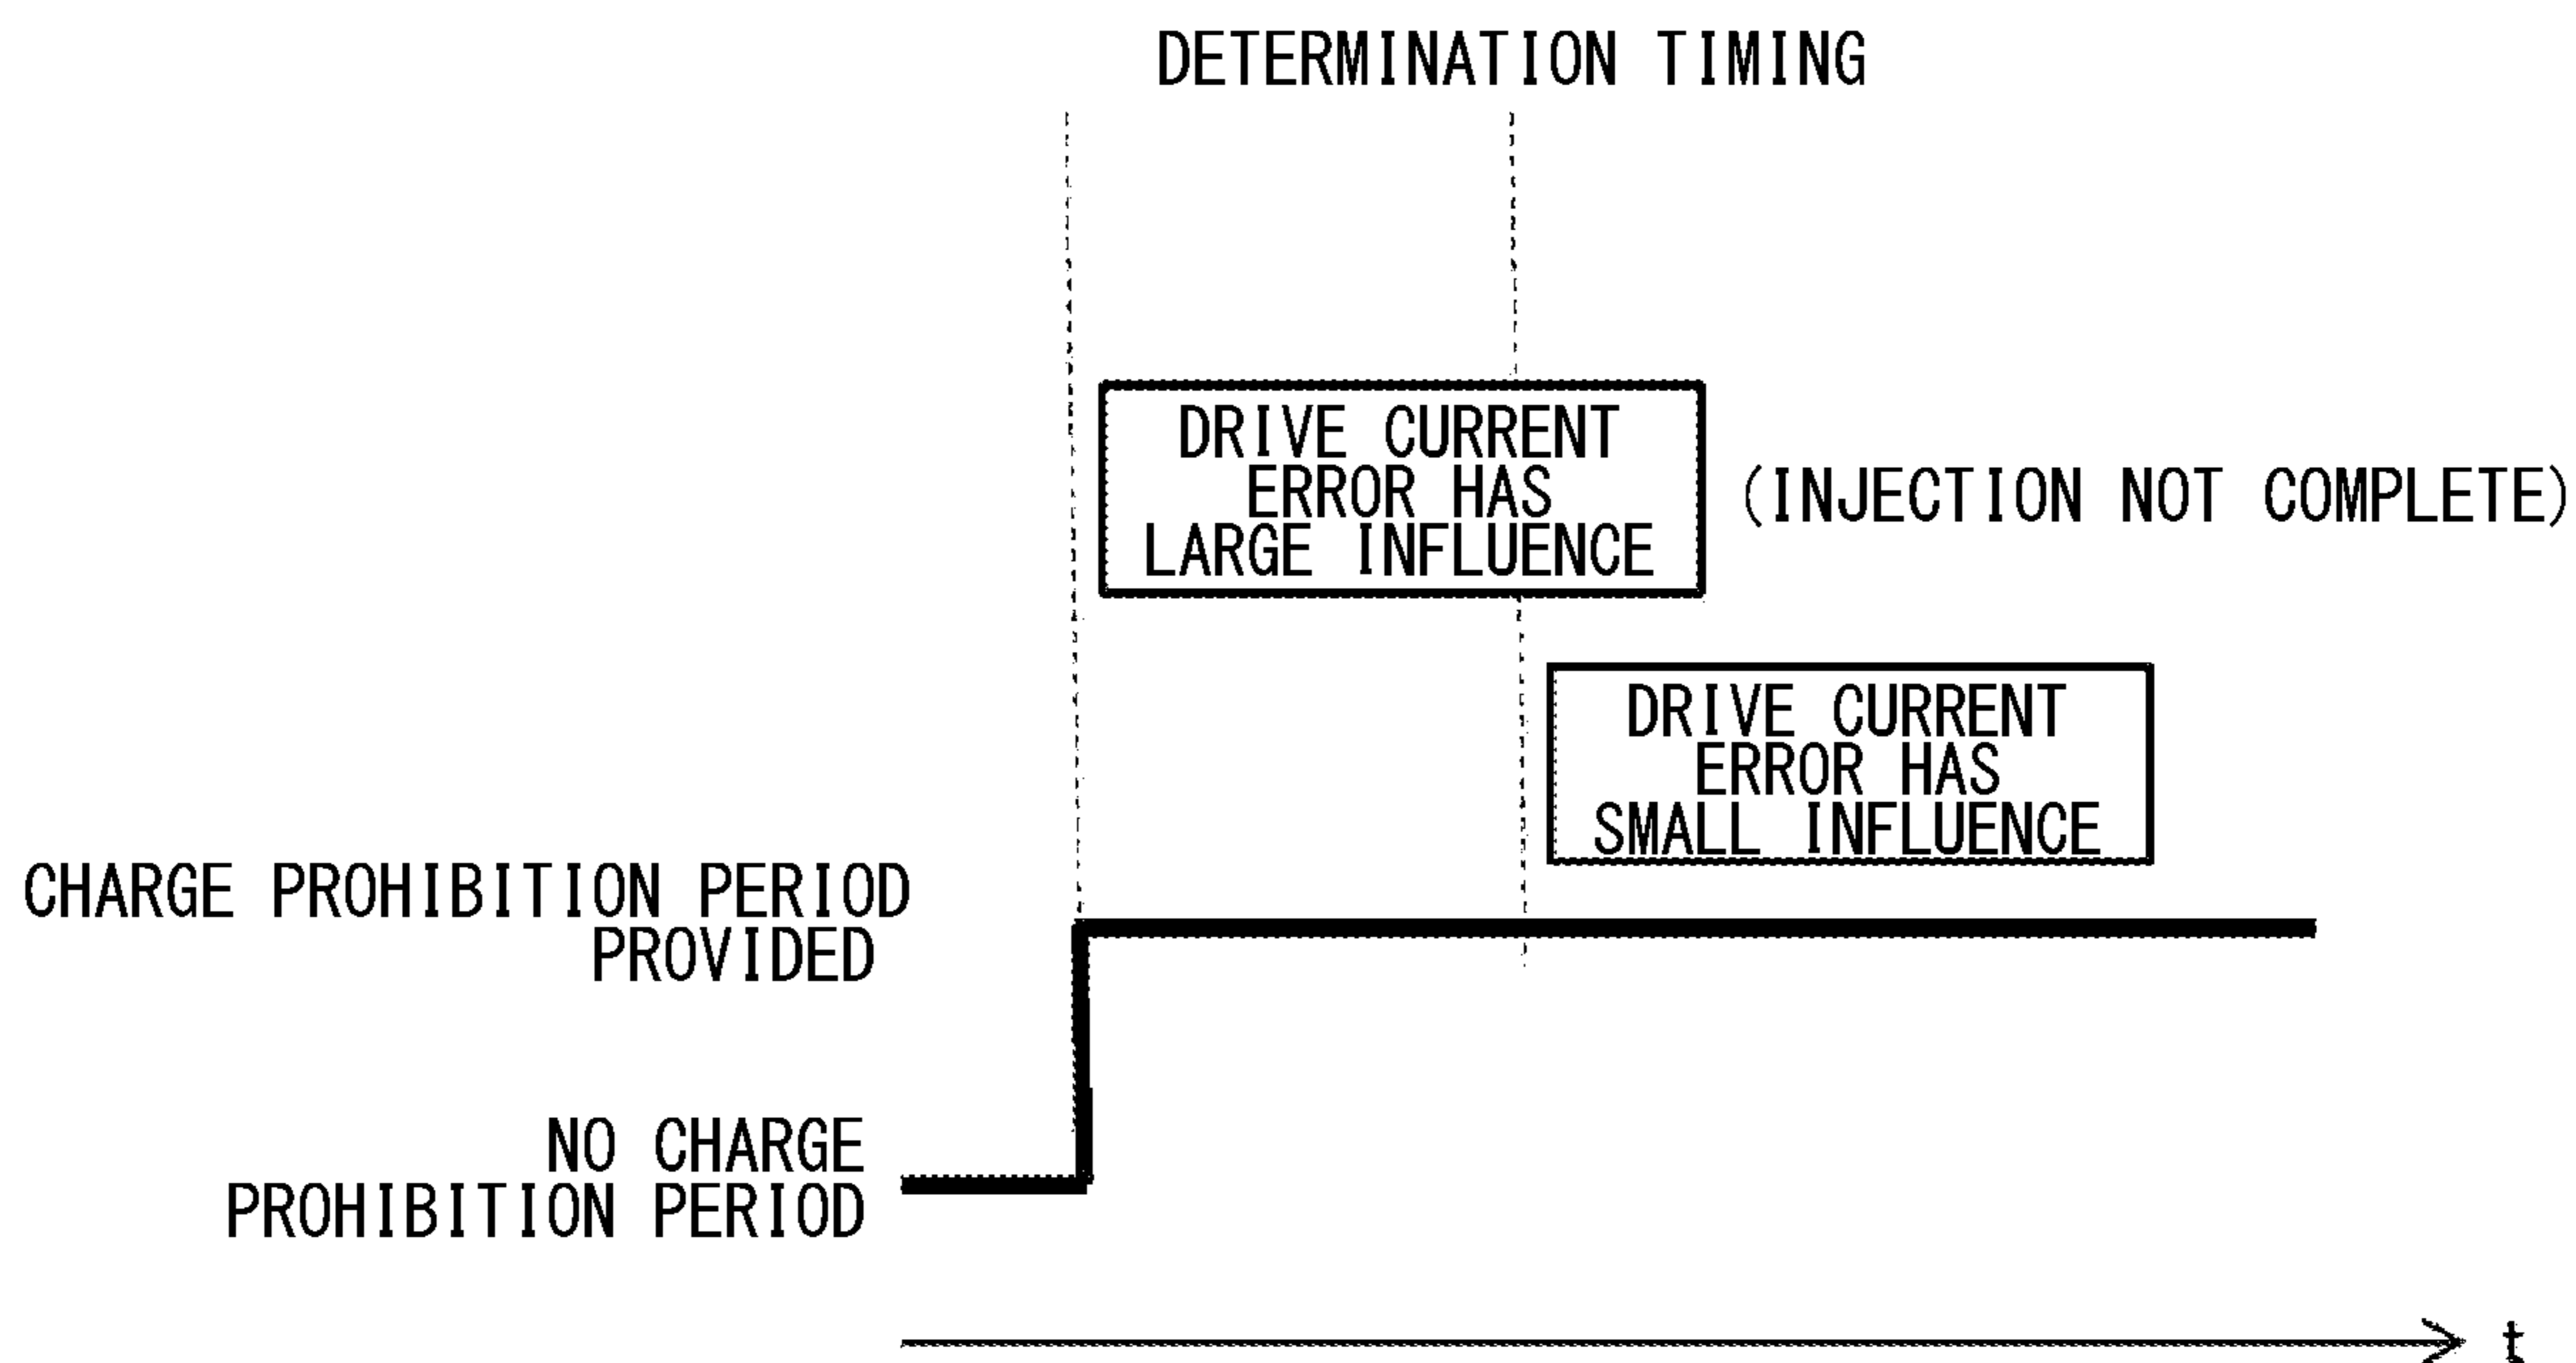 DETERMINATION TIMING
DRIVE CURRENT
ERROR HAS
LARGE INFLUENCE
(INJECTION NOT COMPLETE)
DRIVE CURRENT
ERROR HAS
SMALL INFLUENCE
CHARGE PROHIBITION PERIOD
PROVIDED
NO CHARGE
PROHIBITION PERIOD
t